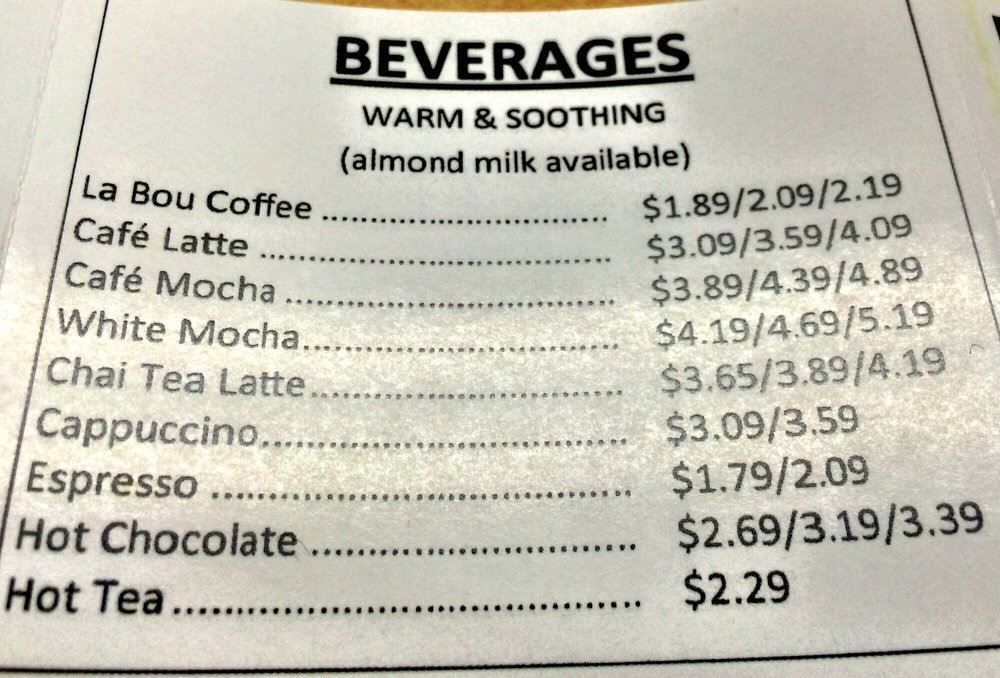 BEVERAGES
WARM & SOOTHING
(almond milk available)
La Bou Coffee ................................ $1.89/2.09/2.19
Café Latte ........................................ $3.09/3.59/4.09
Café Mocha ..................................... $3.89/4.39/4.89
White Mocha................................... $4.19/4.69/5.19
Chai Tea Latte.................................. $3.65/3.89/4.19
Cappuccino...................................... $3.09/3.59
Espresso .......................................... $1.79/2.09
Hot Chocolate ................................ $2.69/3.19/3.39
Hot Tea............................................ $2.29